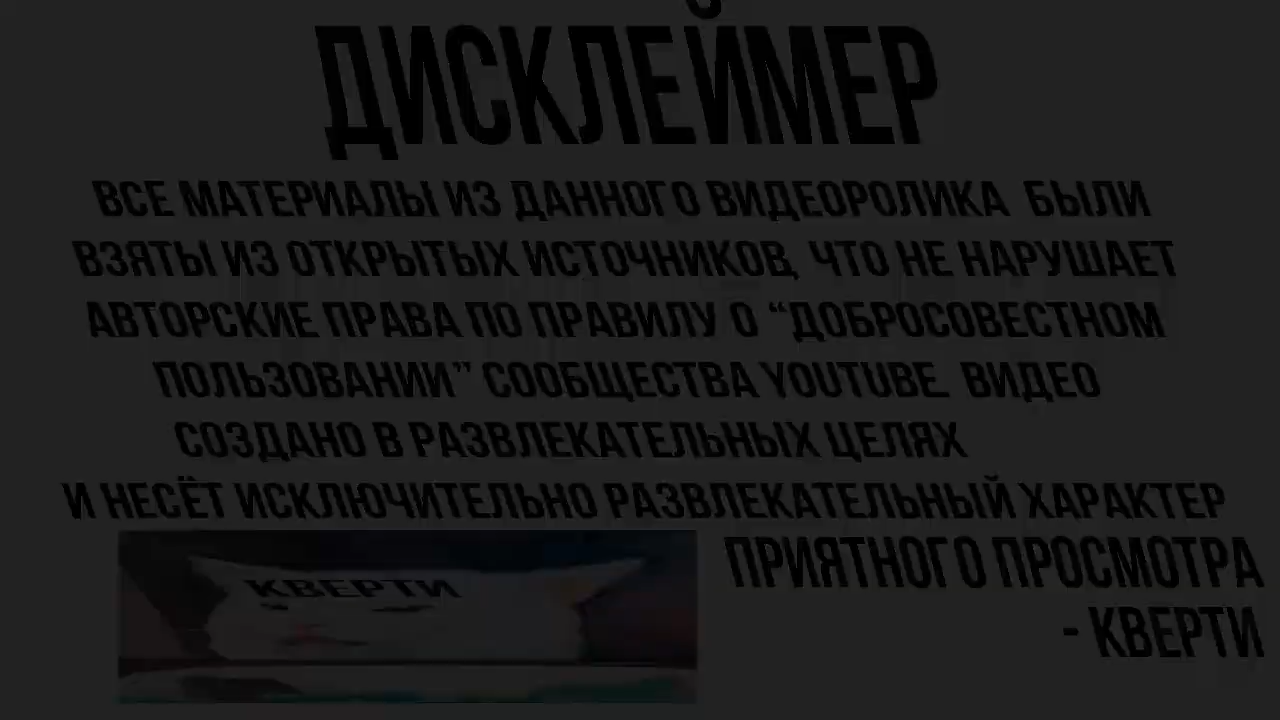 ДИСКЛЕЙМЕР
ВСЕ МАТЕРИАЛЫ ИЗ ДАННОГО ВИДЕОРОЛИКА БЫЛИ
ВЗЯТЫ ИЗ ОТКРЫТЫХ ИСТОЧНИКОВ, ЧТО НЕ НАРУШАЕТ
АВТОРСКИЕ ПРАВА ПО ПРАВИЛУ О “ДОБРОСОВЕСТНОМ
ПОЛЬЗОВАНИИ” СООБЩЕСТВА YOUTUBE. ВИДЕО
СОЗДАНО В РАЗВЛЕКАТЕЛЬНЫХ ЦЕЛЯХ
И НЕСЁТ ИСКЛЮЧИТЕЛЬНО РАЗВЛЕКАТЕЛЬНЫЙ ХАРАКТЕР
ПРИЯТНОГО ПРОСМОТРА
- КВЕРТИ
КВЕРТИ